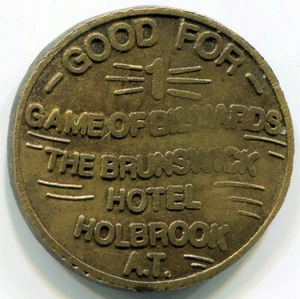 GOOD FOR
1
GAME OF BILLIARDS
THE BRUNSWICK
HOTEL
HOLBROOK
A.T.